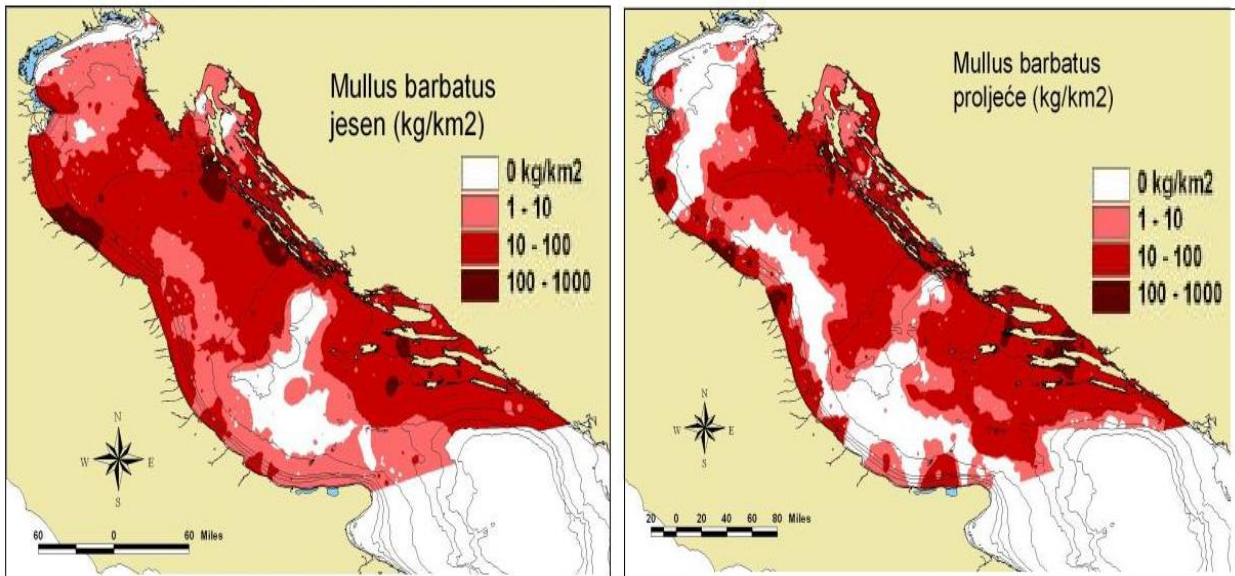 Mullus barbatus
jesen (kg/km2)
0 kg/km2
1 - 10
10 - 100
100 - 1000
N
W E
S
60 0 60 Miles
Mullus barbatus
proljeće (kg/km2)
0 kg/km2
1 - 10
10 - 100
100 - 1000
N
W E
S
20 0 20 40 60 80 Miles